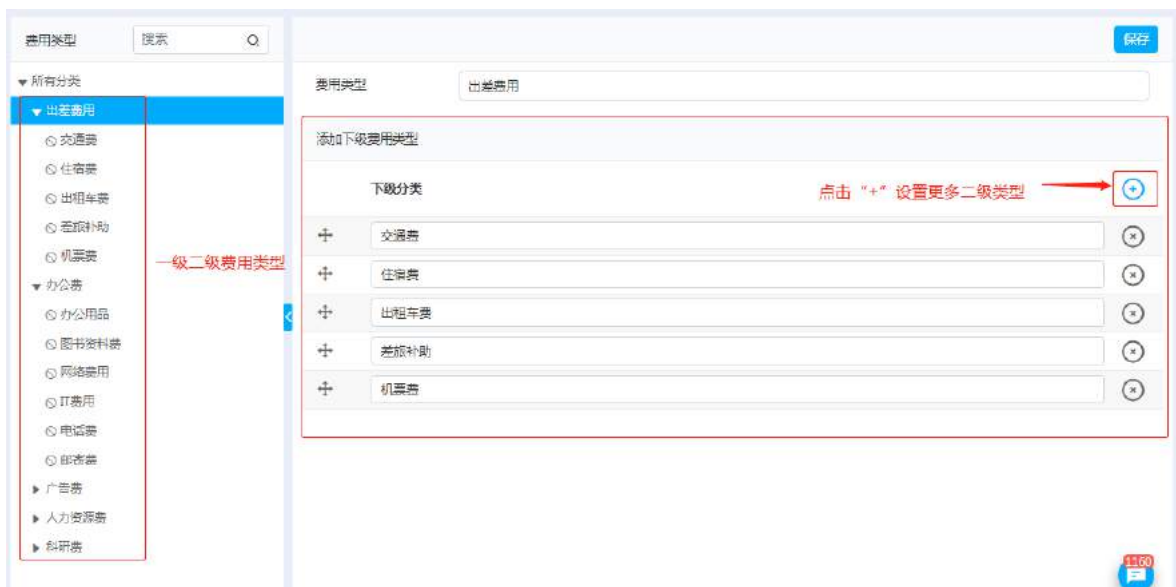 费用类型
搜索
保存
所有分类
出差费用
交通费
住宿费
出租车费
差旅补助
机票费
办公费
办公用品
图书资料费
网络费用
IT费用
电话费
邮寄费
广告费
人力资源费
科研费
一级二级费用类型
费用类型
出差费用
添加下级费用类型
下级分类
点击“+”设置更多二级类型
交通费
住宿费
出租车费
差旅补助
机票费
1160